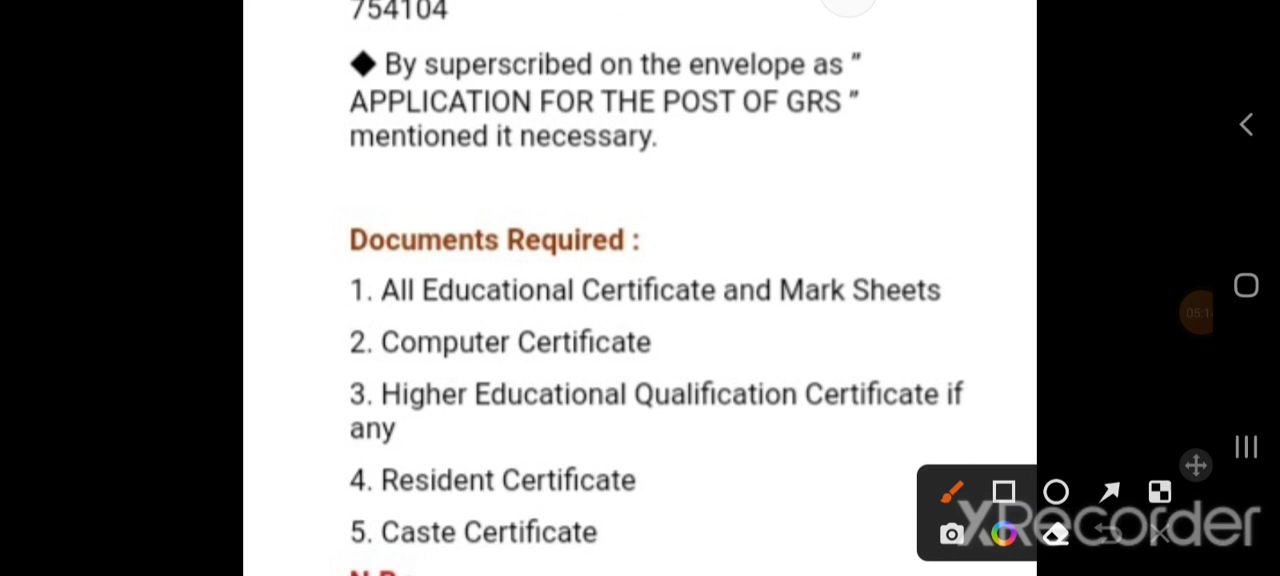 754104
◆ By superscribed on the envelope as ”
APPLICATION FOR THE POST OF GRS ”
mentioned it necessary.
Documents Required :
1. All Educational Certificate and Mark Sheets
2. Computer Certificate
3. Higher Educational Qualification Certificate if
any
4. Resident Certificate
5. Caste Certificate
XRecorder